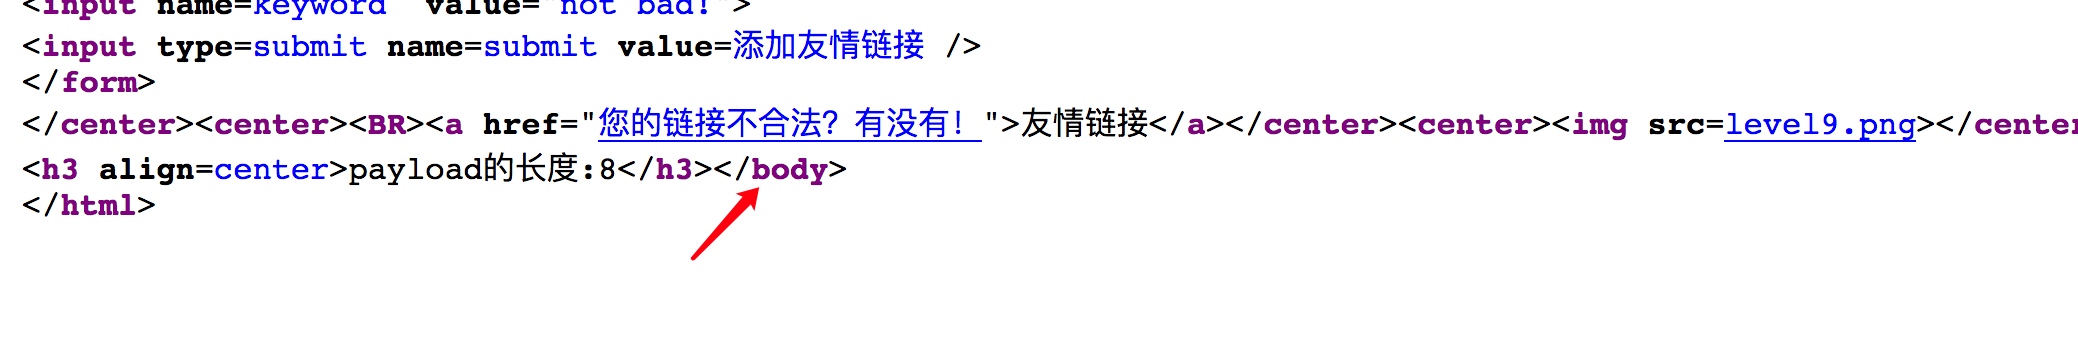 <input name=keyword  value="not bad!">
<input type=submit name=submit value=添加友情链接 />
</form>
</center><center><BR><a href="您的链接不合法？有没有！">友情链接</a></center><center><img src=level9.png></center
<h3 align=center>payload的长度:8</h3></body>
</html>